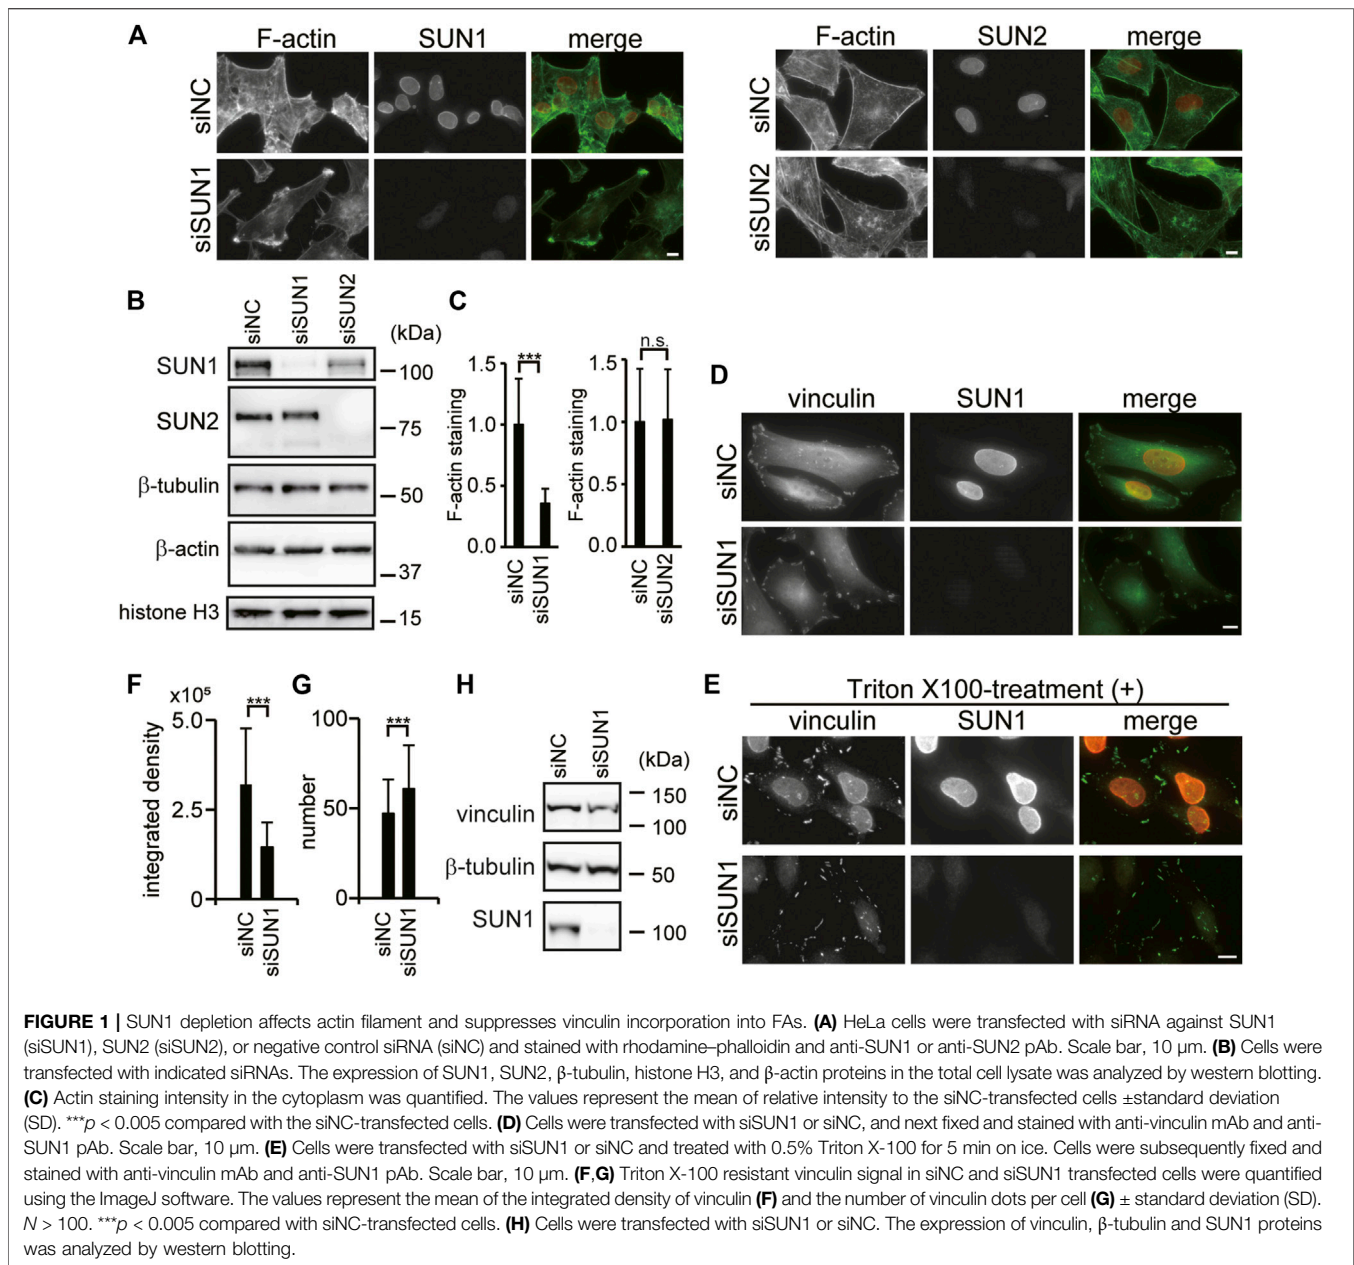 A
F-actin SUN1 merge
siNC
siSUN1
F-actin SUN2 merge
siNC
siSUN2
B
siNC siSUN1 siSUN2
(kDa)
SUN1
100
SUN2
75
β-tubulin
50
β-actin
37
histone H3
15
C
***
1.5
1.0
0.5
0.0
F-actin staining
siNC
siSUN1
n.s.
1.5
1.0
0.5
0.0
F-actin staining
siNC
siSUN2
D
vinculin SUN1 merge
siNC
siSUN1
F
x10⁵
***
5.0
2.5
0
integrated density
siNC
siSUN1
G
***
100
50
0
number
siNC
siSUN1
H
siNC siSUN1
(kDa)
vinculin
150
100
β-tubulin
50
SUN1
100
E
Triton X100-treatment (+)
vinculin SUN1 merge
siNC
siSUN1
FIGURE 1 | SUN1 depletion affects actin filament and suppresses vinculin incorporation into FAs. (A) HeLa cells were transfected with siRNA against SUN1
(siSUN1), SUN2 (siSUN2), or negative control siRNA (siNC) and stained with rhodamine–phalloidin and anti-SUN1 or anti-SUN2 pAb. Scale bar, 10 μm. (B) Cells were
transfected with indicated siRNAs. The expression of SUN1, SUN2, β-tubulin, histone H3, and β-actin proteins in the total cell lysate was analyzed by western blotting.
(C) Actin staining intensity in the cytoplasm was quantified. The values represent the mean of relative intensity to the siNC-transfected cells ±standard deviation
(SD). ***p < 0.005 compared with the siNC-transfected cells. (D) Cells were transfected with siSUN1 or siNC, and next fixed and stained with anti-vinculin mAb and anti-
SUN1 pAb. Scale bar, 10 μm. (E) Cells were transfected with siSUN1 or siNC and treated with 0.5% Triton X-100 for 5 min on ice. Cells were subsequently fixed and
stained with anti-vinculin mAb and anti-SUN1 pAb. Scale bar, 10 μm. (F,G) Triton X-100 resistant vinculin signal in siNC and siSUN1 transfected cells were quantified
using the ImageJ software. The values represent the mean of the integrated density of vinculin (F) and the number of vinculin dots per cell (G) ± standard deviation (SD).
N > 100. ***p < 0.005 compared with siNC-transfected cells. (H) Cells were transfected with siSUN1 or siNC. The expression of vinculin, β-tubulin and SUN1 proteins
was analyzed by western blotting.